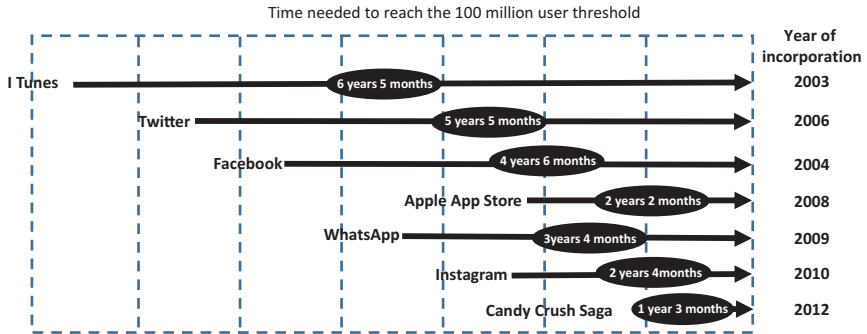 Time needed to reach the 100 million user threshold
Year of
incorporation
I Tunes 6 years 5 months 2003
Twitter 5 years 5 months 2006
Facebook 4 years 6 months 2004
Apple App Store 2 years 2 months 2008
WhatsApp 3years 4 months 2009
Instagram 2 years 4months 2010
Candy Crush Saga 1 year 3 months 2012